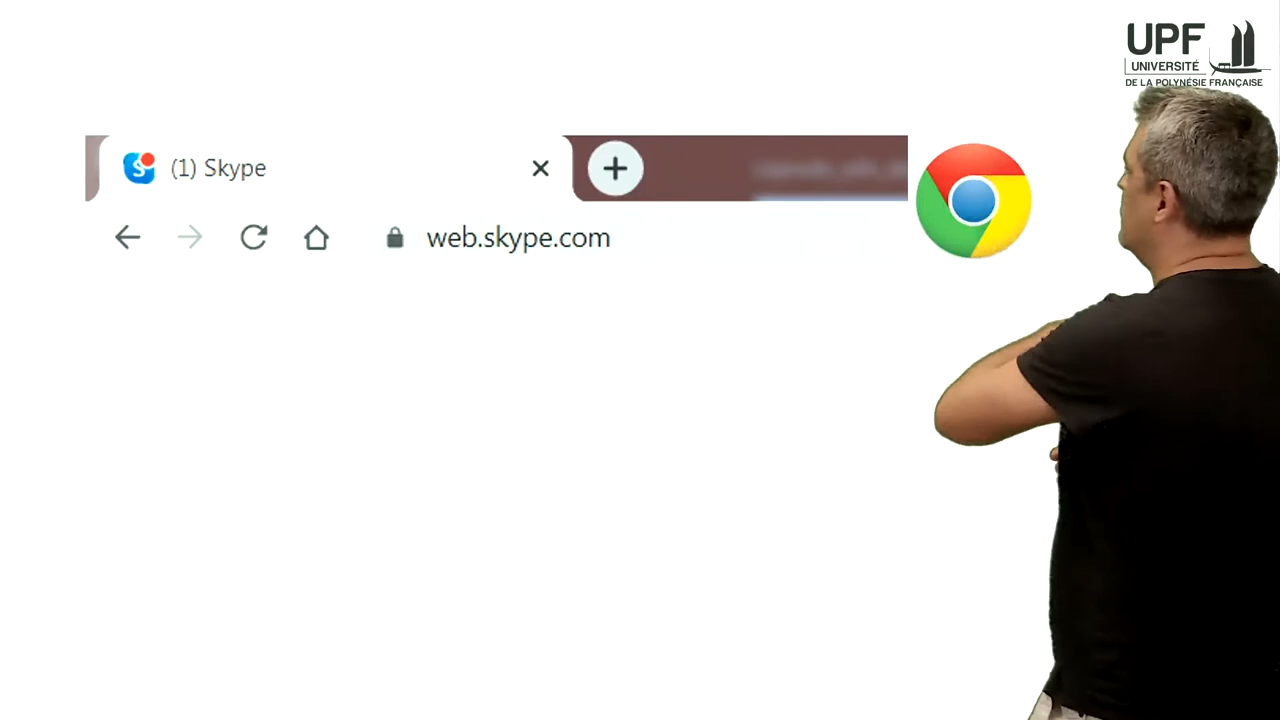 UPF
UNIVERSITÉ
DE LA POLYNÉSIE FRANÇAISE
(1) Skype
web.skype.com